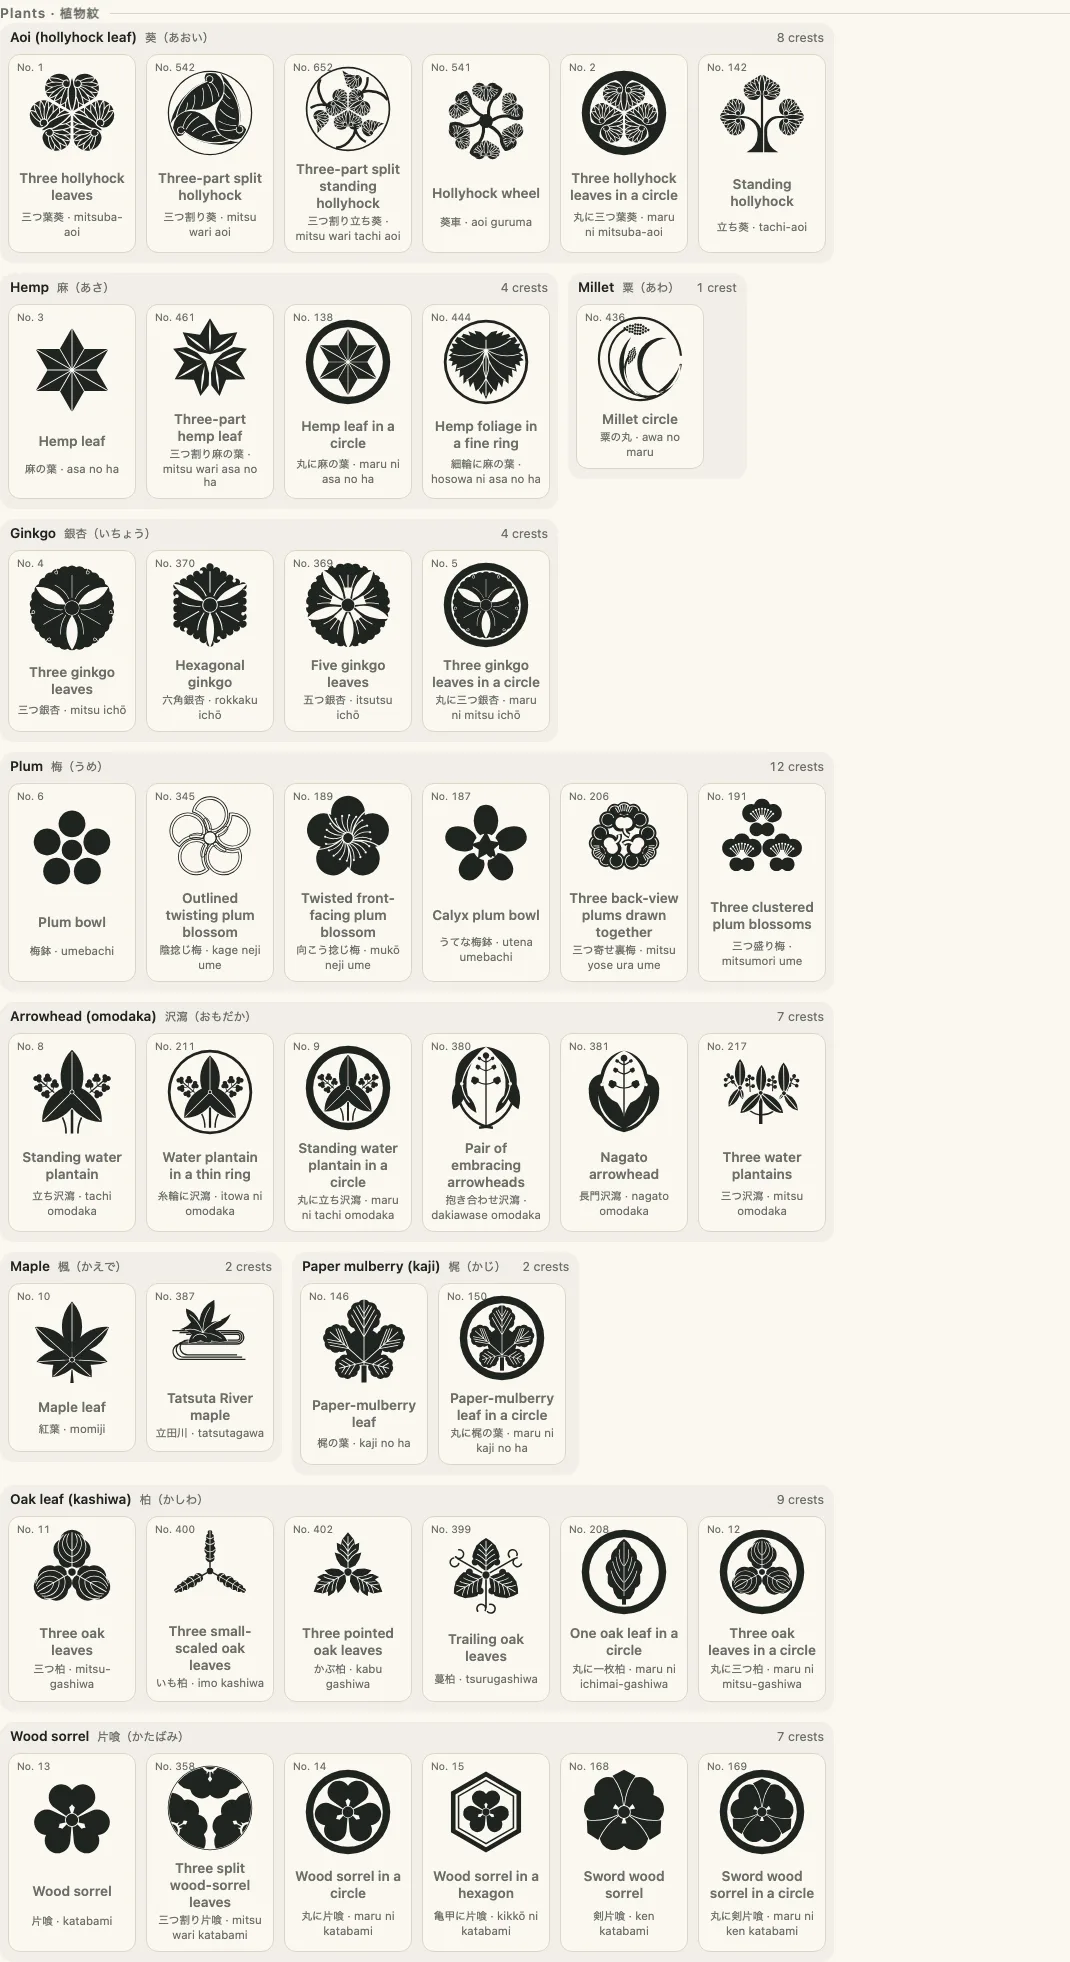 Plants · 植物紋
Aoi (hollyhock leaf) 葵（あおい） 8 crests
No. 1
Three hollyhock
leaves
三つ葉葵 · mitsuba-
aoi
No. 542
Three-part split
hollyhock
三つ割り葵 · mitsu
wari aoi
No. 652
Three-part split
standing
hollyhock
三つ割り立ち葵 ·
mitsu wari tachi aoi
No. 541
Hollyhock wheel
葵車 · aoi guruma
No. 2
Three hollyhock
leaves in a circle
丸に三つ葉葵 · maru
ni mitsuba-aoi
No. 142
Standing
hollyhock
立ち葵 · tachi-aoi
Hemp 麻（あさ） 4 crests
No. 3
Hemp leaf
麻の葉 · asa no ha
No. 461
Three-part
hemp leaf
三つ割り麻の葉 ·
mitsu wari asa no
ha
No. 138
Hemp leaf in a
circle
丸に麻の葉 · maru ni
asa no ha
No. 444
Hemp foliage in
a fine ring
細輪に麻の葉 ·
hosowa ni asa no ha
Millet 粟（あわ） 1 crest
No. 436
Millet circle
粟の丸 · awa no
maru
Ginkgo 銀杏（いちょう） 4 crests
No. 4
Three ginkgo
leaves
三つ銀杏 · mitsu ichō
No. 370
Hexagonal
ginkgo
六角銀杏 · rokkaku
ichō
No. 369
Five ginkgo
leaves
五つ銀杏 · itsutsu
ichō
No. 5
Three ginkgo
leaves in a circle
丸に三つ銀杏 · maru
ni mitsu ichō
Plum 梅（うめ） 12 crests
No. 6
Plum bowl
梅鉢 · umebachi
No. 345
Outlined
twisting plum
blossom
陰捻じ梅 · kage neji
ume
No. 189
Twisted front-
facing plum
blossom
向こう捻じ梅 · mukō
neji ume
No. 187
Calyx plum bowl
うてな梅鉢 · utena
umebachi
No. 206
Three back-view
plums drawn
together
三つ寄せ裏梅 · mitsu
yose ura ume
No. 191
Three clustered
plum blossoms
三つ盛り梅 ·
mitsumori ume
Arrowhead (omodaka) 沢瀉（おもだか） 7 crests
No. 8
Standing water
plantain
立ち沢瀉 · tachi
omodaka
No. 211
Water plantain
in a thin ring
糸輪に沢瀉 · itowa ni
omodaka
No. 9
Standing water
plantain in a
circle
丸に立ち沢瀉 · maru
ni tachi omodaka
No. 380
Pair of
embracing
arrowheads
抱き合わせ沢瀉 ·
dakiawase omodaka
No. 381
Nagato
arrowhead
長門沢瀉 · nagato
omodaka
No. 217
Three water
plantains
三つ沢瀉 · mitsu
omodaka
Maple 楓（かえで） 2 crests
No. 10
Maple leaf
紅葉 · momiji
No. 387
Tatsuta River
maple
立田川 · tatsutagawa
Paper mulberry (kaji) 梶（かじ） 2 crests
No. 146
Paper-mulberry
leaf
梶の葉 · kaji no ha
No. 150
Paper-mulberry
leaf in a circle
丸に梶の葉 · maru ni
kaji no ha
Oak leaf (kashiwa) 柏（かしわ） 9 crests
No. 11
Three oak
leaves
三つ柏 · mitsu-
gashiwa
No. 400
Three small-
scaled oak
leaves
いも柏 · imo kashiwa
No. 402
Three pointed
oak leaves
かぶ柏 · kabu
gashiwa
No. 399
Trailing oak
leaves
蔓柏 · tsurugashiwa
No. 208
One oak leaf in a
circle
丸に一枚柏 · maru ni
ichimai-gashiwa
No. 12
Three oak
leaves in a circle
丸に三つ柏 · maru ni
mitsu-gashiwa
Wood sorrel 片喰（かたばみ） 7 crests
No. 13
Wood sorrel
片喰 · katabami
No. 358
Three split
wood-sorrel
leaves
三つ割り片喰 · mitsu
wari katabami
No. 14
Wood sorrel in a
circle
丸に片喰 · maru ni
katabami
No. 15
Wood sorrel in a
hexagon
亀甲に片喰 · kikkō ni
katabami
No. 168
Sword wood
sorrel
剣片喰 · ken
katabami
No. 169
Sword wood
sorrel in a circle
丸に剣片喰 · maru ni
ken katabami